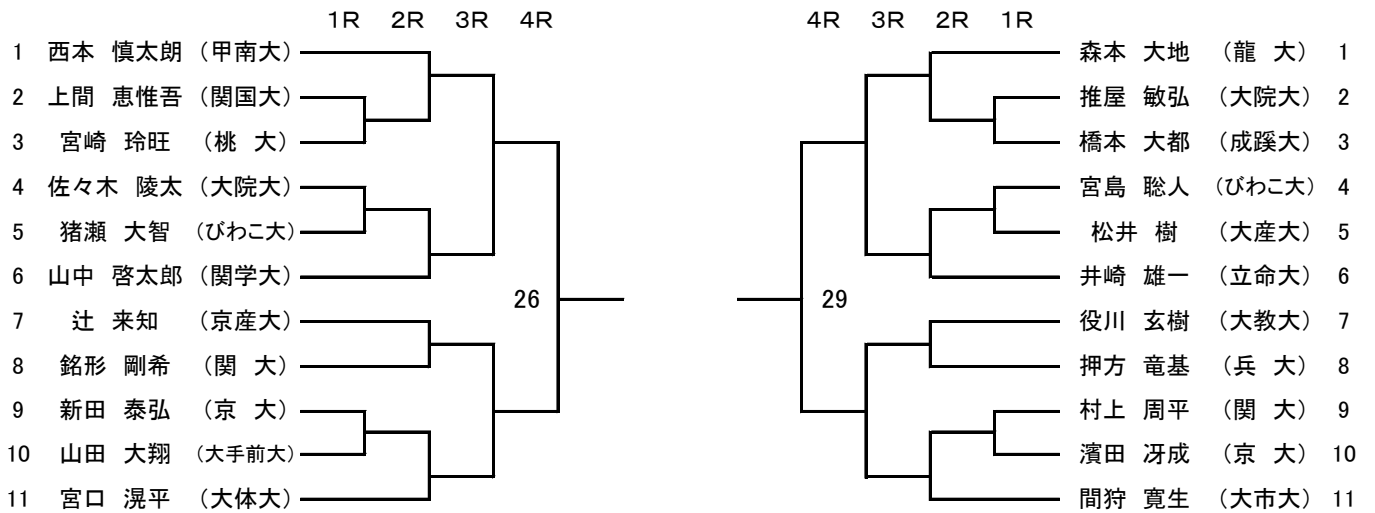 1R 2R 3R 4R 4R 3R 2R 1R
1 西本 慎太朗 (甲南大) 森本 大地 (龍 大) 1
2 上間 恵惟吾 (関国大) 推屋 敏弘 (大院大) 2
3 宮崎 玲旺 (桃 大) 橋本 大都 (成蹊大) 3
4 佐々木 陵太 (大院大) 宮島 聡人 (びわこ大) 4
5 猪瀬 大智 (びわこ大) 松井 樹 (大産大) 5
6 山中 啓太郎 (関学大) 井崎 雄一 (立命大) 6
26 29
7 辻 来知 (京産大) 役川 玄樹 (大教大) 7
8 銘形 剛希 (関 大) 押方 竜基 (兵 大) 8
9 新田 泰弘 (京 大) 村上 周平 (関 大) 9
10 山田 大翔 (大手前大) 濱田 冴成 (京 大) 10
11 宮口 滉平 (大体大) 間狩 寛生 (大市大) 11